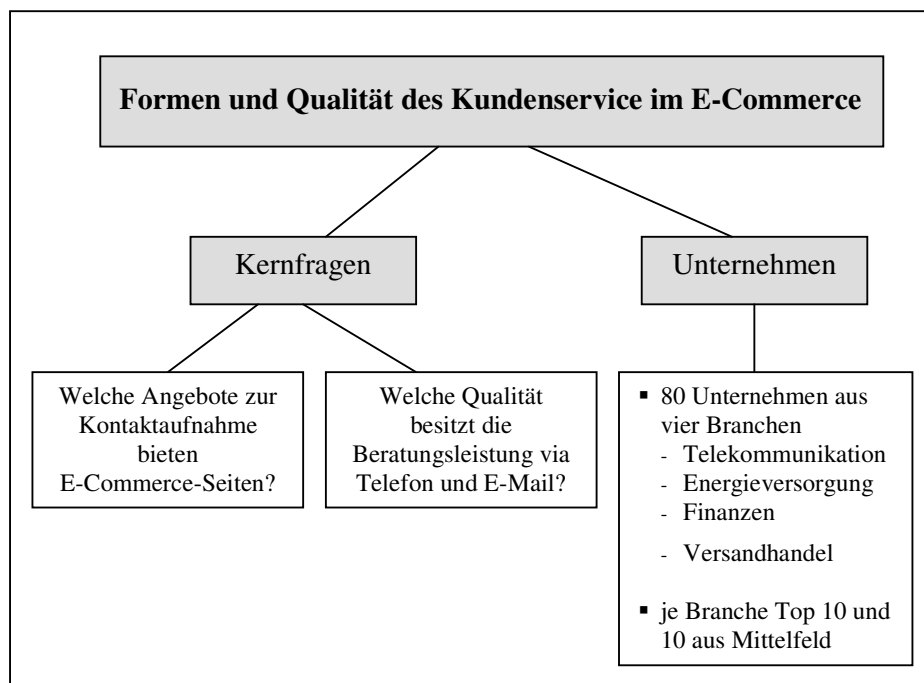 Formen und Qualität des Kundenservice im E-Commerce
Kernfragen
Unternehmen
Welche Angebote zur
Kontaktaufnahme
bieten
E-Commerce-Seiten?
Welche Qualität
besitzt die
Beratungsleistung via
Telefon und E-Mail?
▪ 80 Unternehmen aus
vier Branchen
- Telekommunikation
- Energieversorgung
- Finanzen
- Versandhandel
▪ je Branche Top 10 und
10 aus Mittelfeld